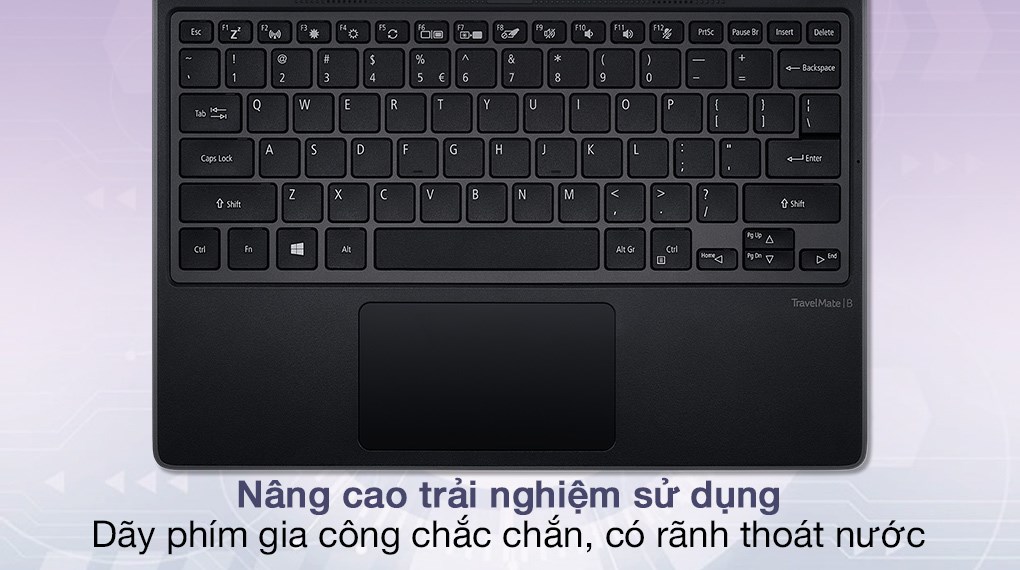 Esc F1 Zz F2 F3 F4 F5 F6 F7 F8 F9 F10 F11 F12 PrtSc Pause Br Insert Delete
~ ! @ # $ % ^ & * ( ) — +
` 1 2 3 4 5 € 6 7 8 9 0 - = Backspace
Tab Q W E R T Y U I O P { [ } ] ¦ \
Caps Lock A S D F G H J K L : ; " ' Enter
Shift Z X C V B N M < , > . ? / Shift
Ctrl Fn Alt Alt Gr Ctrl Home Pg Up Pg Dn End
TravelMate | B
Nâng cao trải nghiệm sử dụng
Dãy phím gia công chắc chắn, có rãnh thoát nước